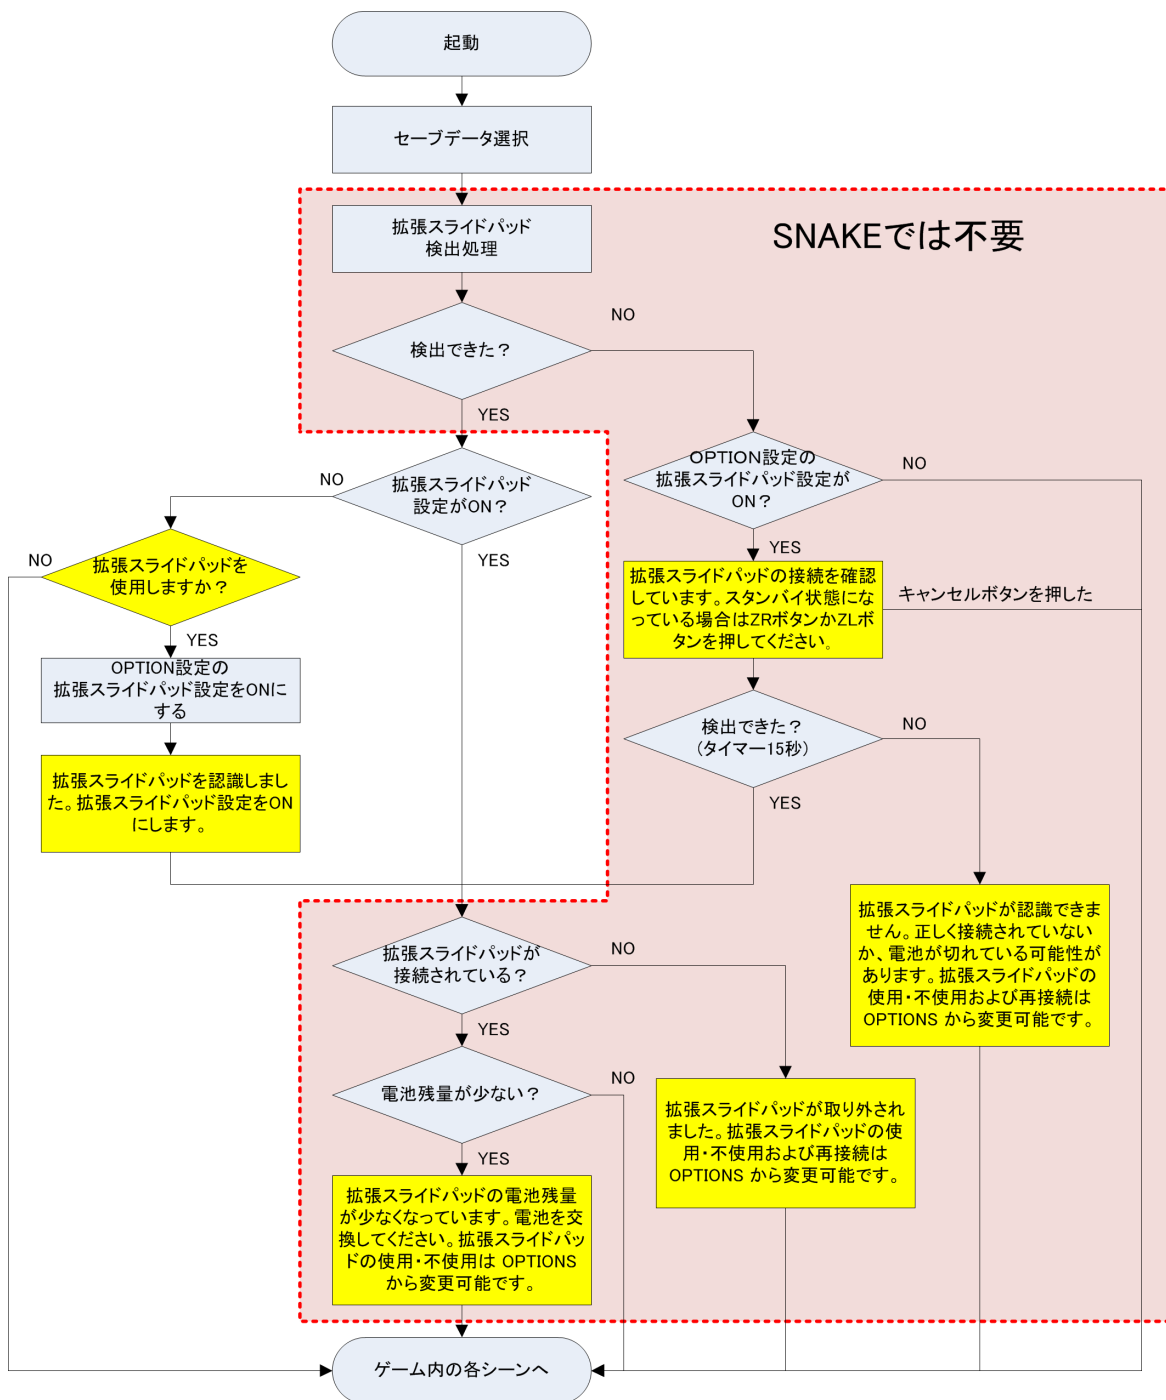 起動
セーブデータ選択
拡張スライドパッド
検出処理
SNAKEでは不要
検出できた？
NO
YES
拡張スライドパッド
設定がON？
NO
YES
OPTION設定の
拡張スライドパッド設定が
ON？
NO
YES
拡張スライドパッドを
使用しますか？
NO
YES
拡張スライドパッドの接続を確認
しています。スタンバイ状態にな
っている場合はZRボタンかZLボ
タンを押してください。
キャンセルボタンを押した
OPTION設定の
拡張スライドパッド設定をONに
する
検出できた？
（タイマー15秒）
NO
YES
拡張スライドパッドを認識しまし
た。拡張スライドパッド設定をON
にします。
拡張スライドパッドが認識できま
せん。正しく接続されていない
か、電池が切れている可能性が
あります。拡張スライドパッドの
使用・不使用および再接続は
OPTIONS から変更可能です。
拡張スライドパッドが
接続されている？
NO
YES
電池残量が少ない？
NO
YES
拡張スライドパッドが取り外され
ました。拡張スライドパッドの使
用・不使用および再接続は
OPTIONS から変更可能です。
拡張スライドパッドの電池残量
が少なくなっています。電池を交
換してください。拡張スライドパッ
ドの使用・不使用は OPTIONS
から変更可能です。
ゲーム内の各シーンへ